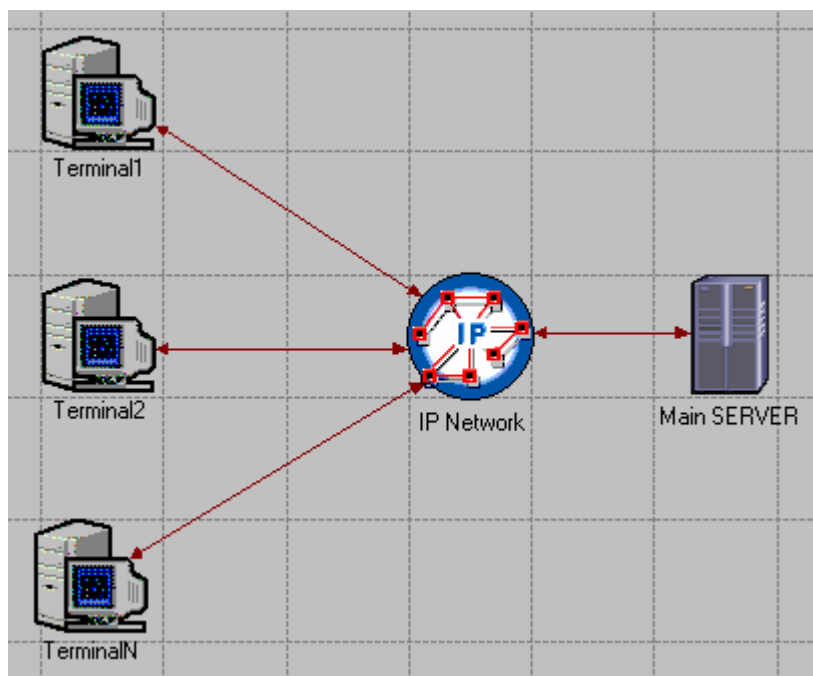 Terminal1
Terminal2
IP
IP Network
Main SERVER
TerminalN